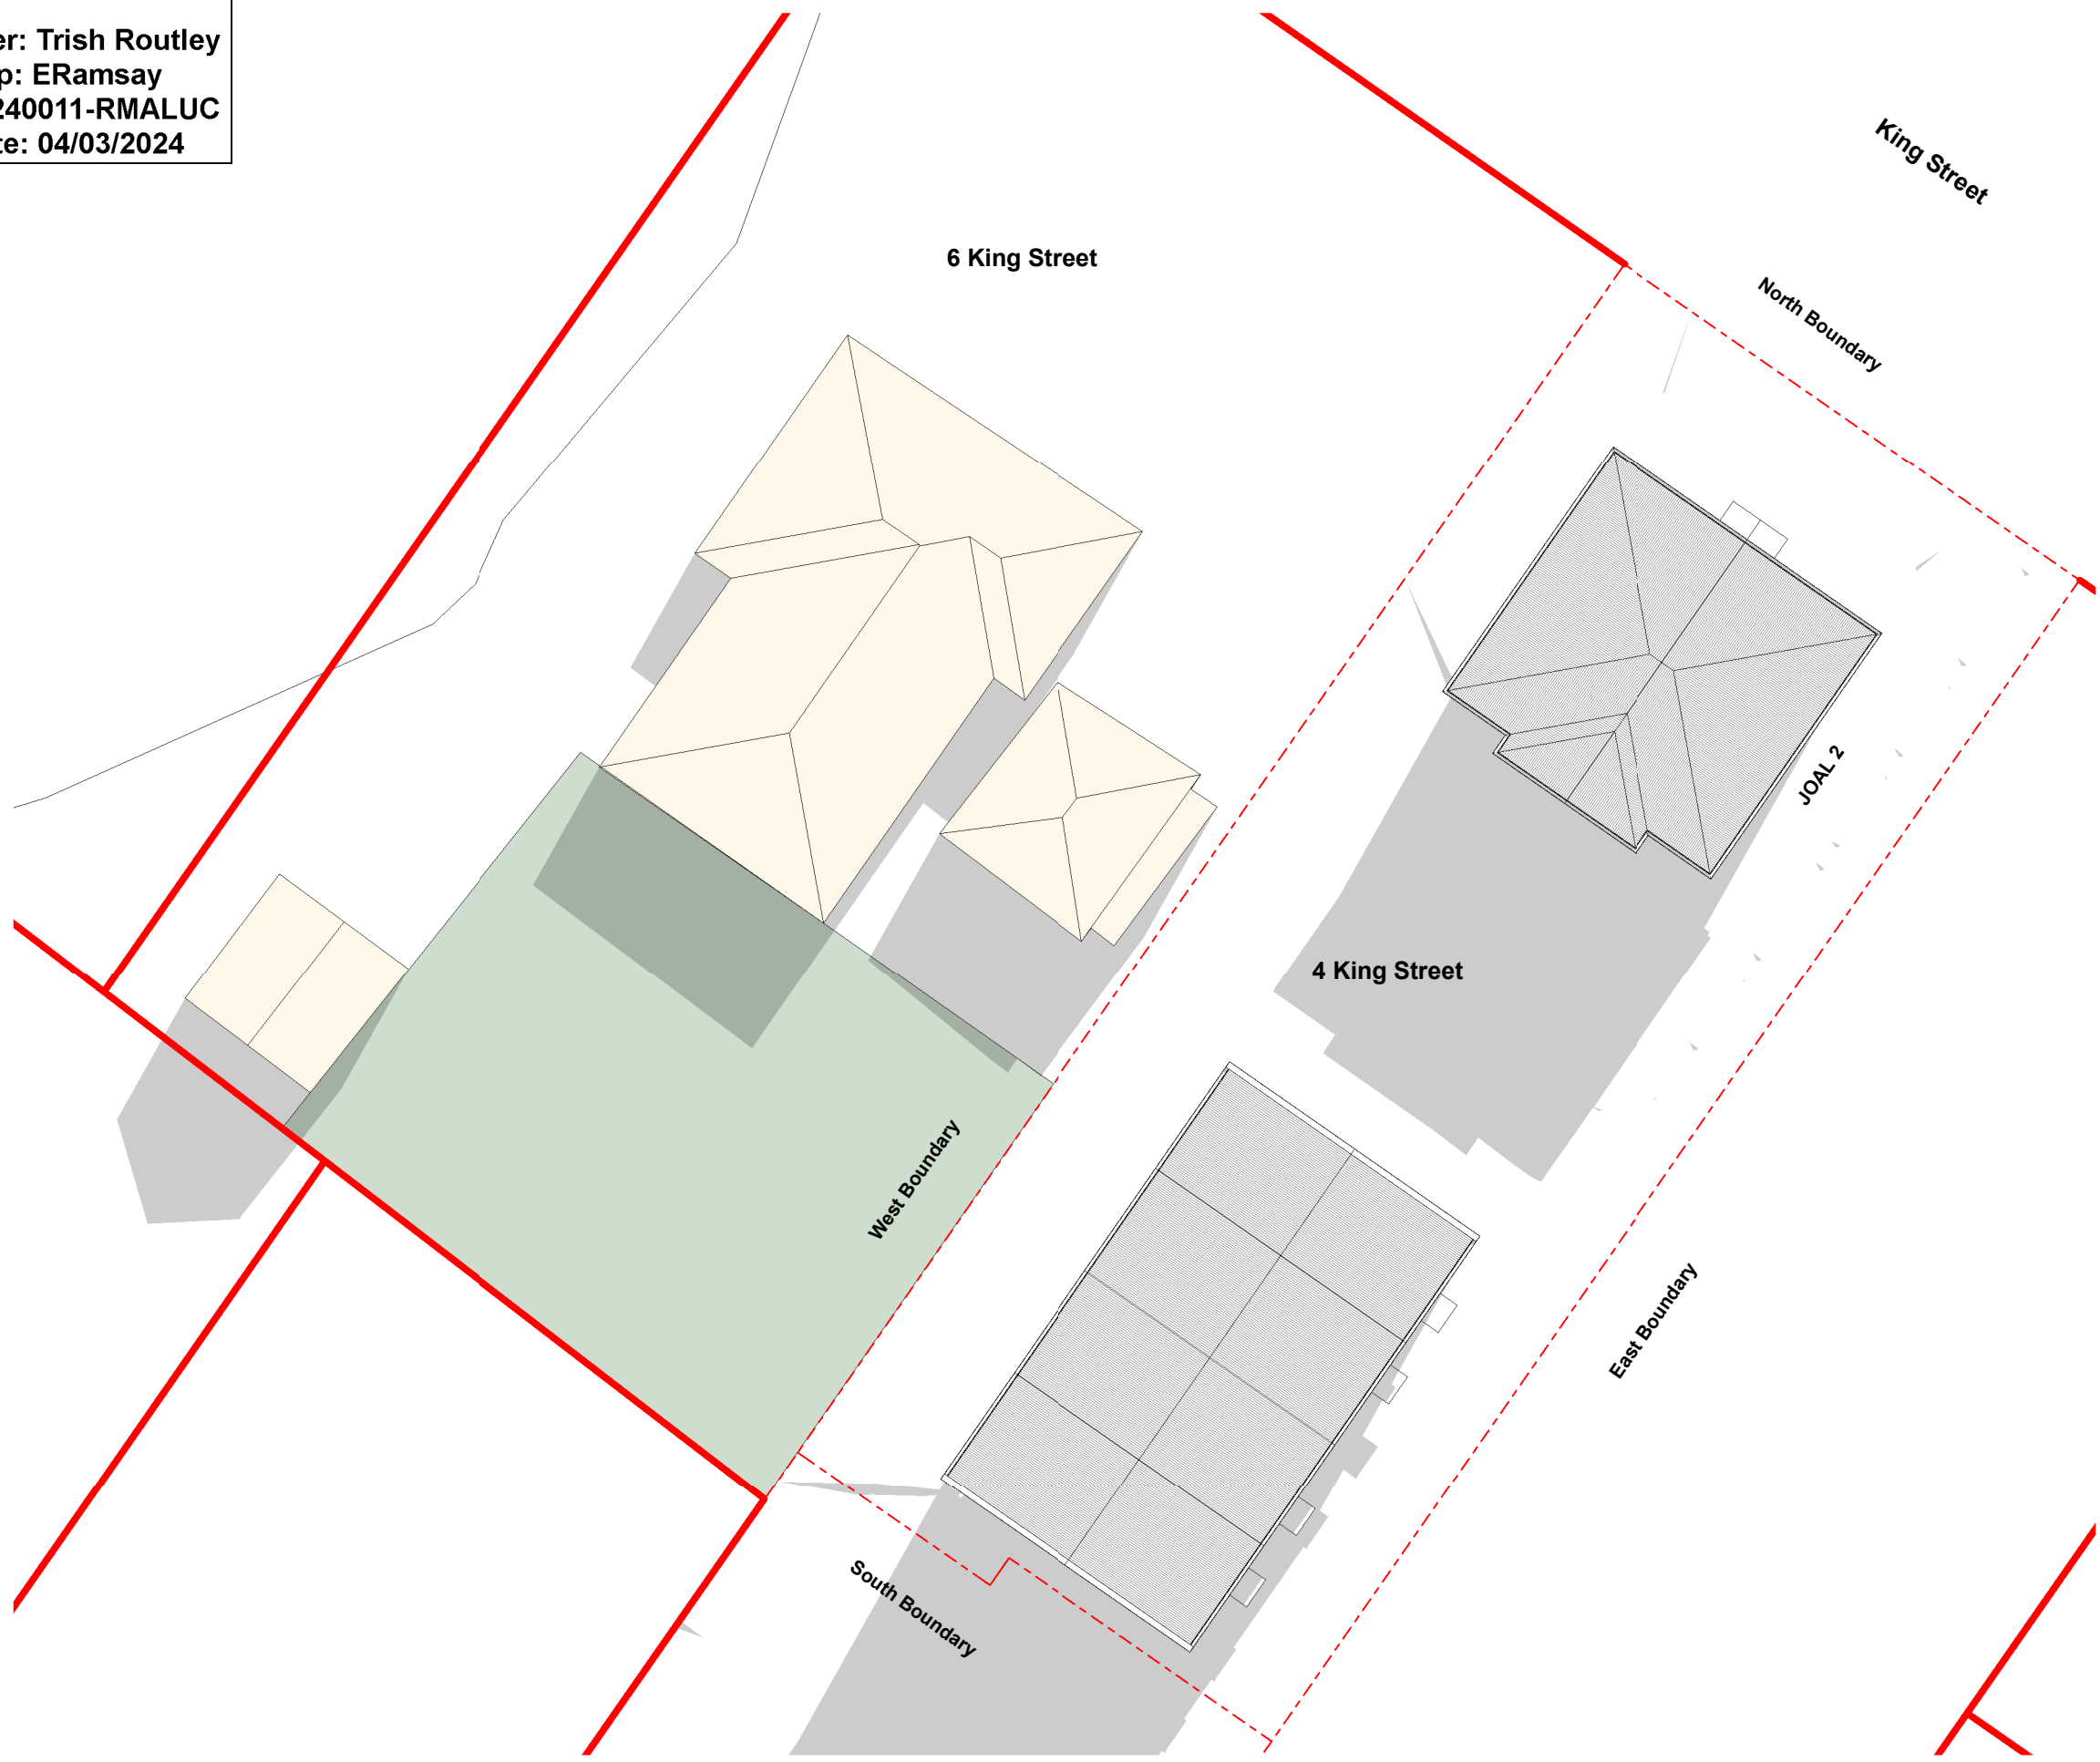 er: Trish Routley
p: ERamsay
240011-RMALUC
te: 04/03/2024
King Street
6 King Street
North Boundary
JOAL 2
4 King Street
West Boundary
East Boundary
South Boundary